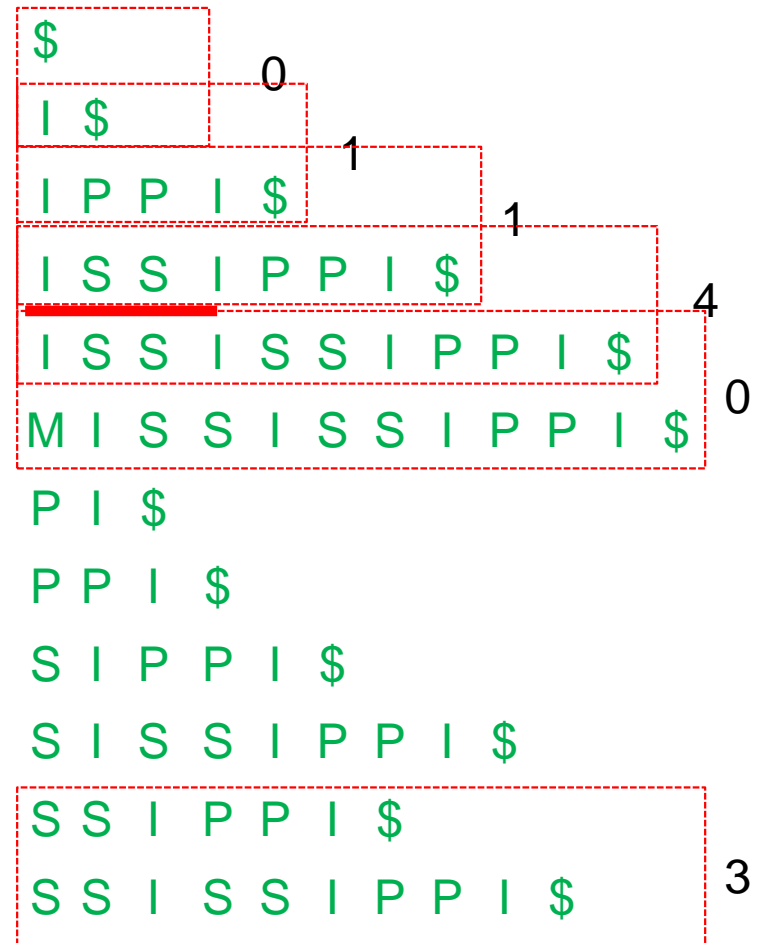 $
0
I $
1
I P P I $
1
I S S I P P I $
4
I S S I S S I P P I $
0
M I S S I S S I P P I $
P I $
P P I $
S I P P I $
S I S S I P P I $
S S I P P I $
3
S S I S S I P P I $